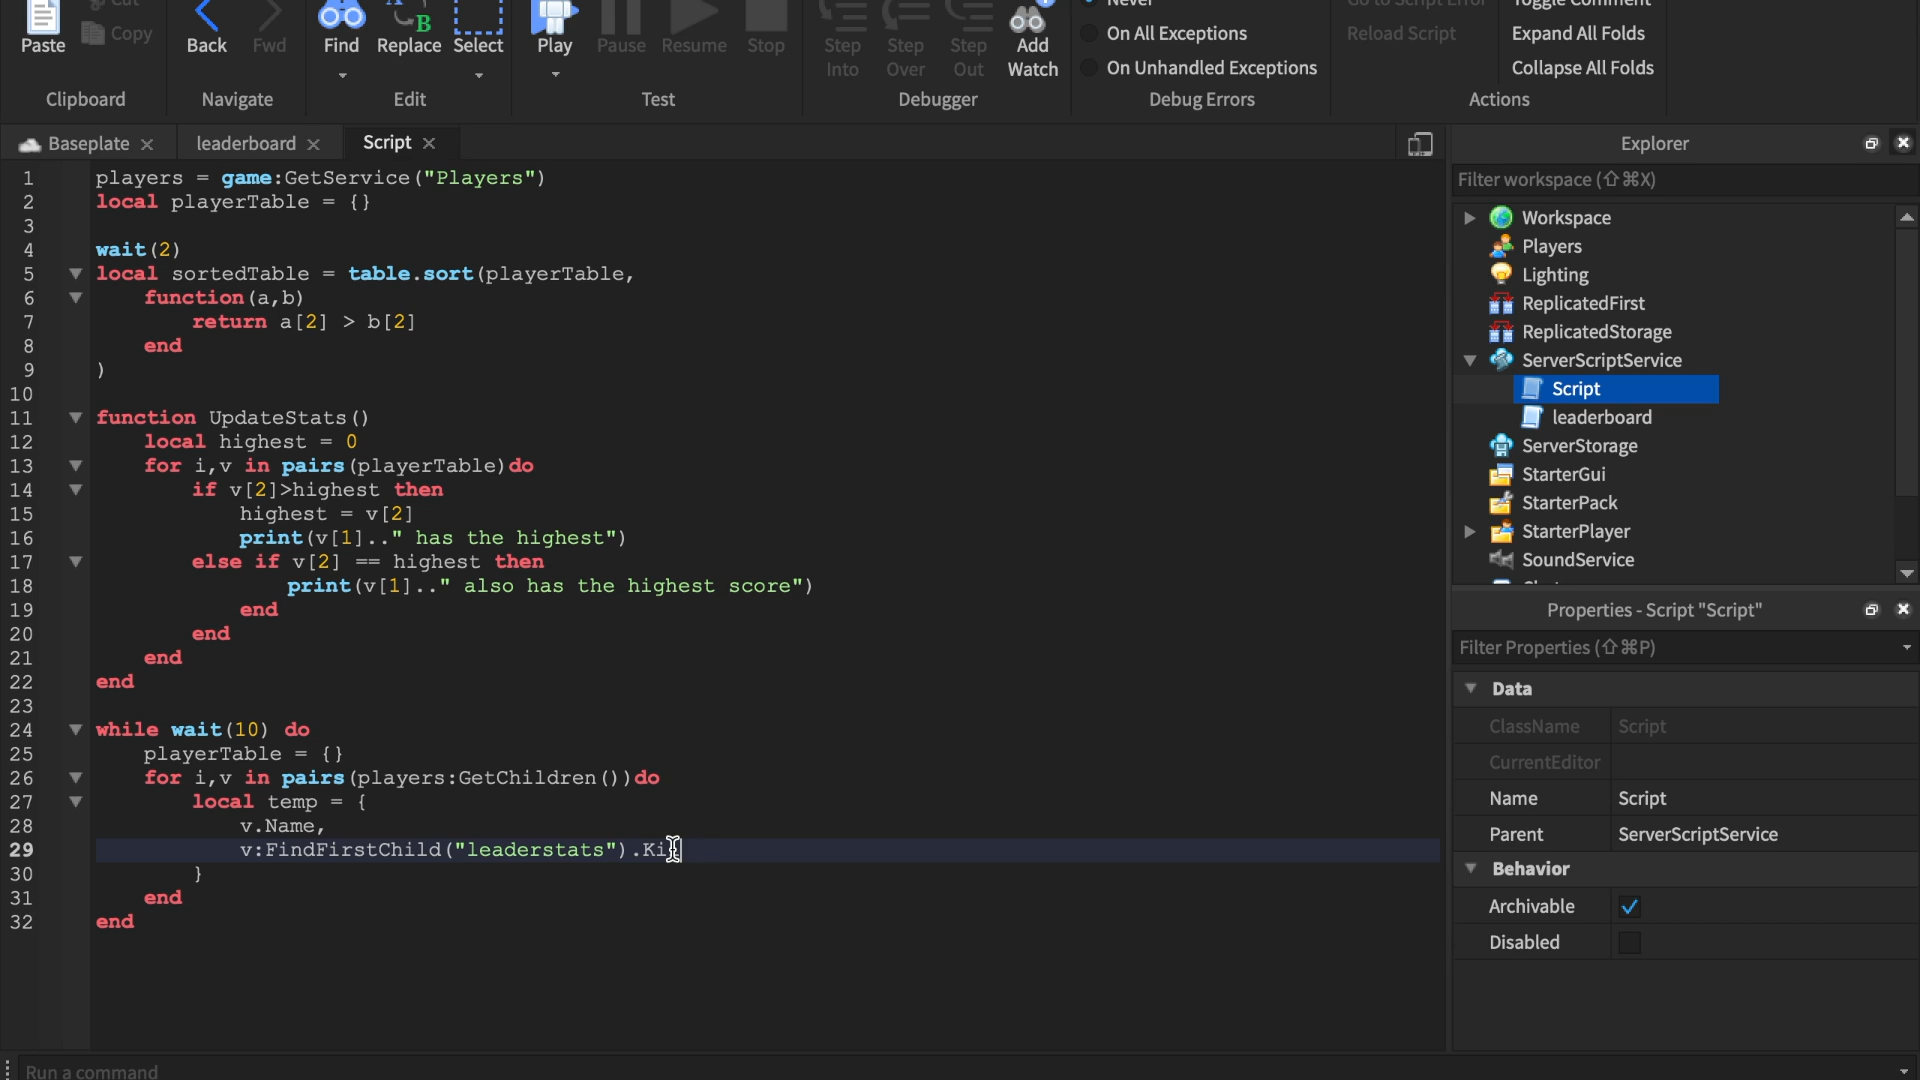 Cut
Paste
Copy
Clipboard
Back
Fwd
Navigate
Find
Replace
Select
Edit
Play
Pause
Resume
Stop
Test
Step Into
Step Over
Step Out
Add Watch
Debugger
Never
On All Exceptions
On Unhandled Exceptions
Debug Errors
Go to Script Error
Reload Script
Toggle Comment
Expand All Folds
Collapse All Folds
Actions
Baseplate
leaderboard
Script
1 players = game:GetService("Players")
2 local playerTable = {}
3
4 wait(2)
5 local sortedTable = table.sort(playerTable,
6 function(a,b)
7 return a[2] > b[2]
8 end
9 )
10
11 function UpdateStats()
12 local highest = 0
13 for i,v in pairs(playerTable)do
14 if v[2]>highest then
15 highest = v[2]
16 print(v[1].." has the highest")
17 else if v[2] == highest then
18 print(v[1].." also has the highest score")
19 end
20 end
21 end
22 end
23
24 while wait(10) do
25 playerTable = {}
26 for i,v in pairs(players:GetChildren())do
27 local temp = {
28 v.Name,
29 v:FindFirstChild("leaderstats").Ki
30 }
31 end
32 end
Run a command
Explorer
Filter workspace (⇧⌘X)
Workspace
Players
Lighting
ReplicatedFirst
ReplicatedStorage
ServerScriptService
Script
leaderboard
ServerStorage
StarterGui
StarterPack
StarterPlayer
SoundService
Properties - Script "Script"
Filter Properties (⇧⌘P)
Data
ClassName Script
CurrentEditor
Name Script
Parent ServerScriptService
Behavior
Archivable
Disabled